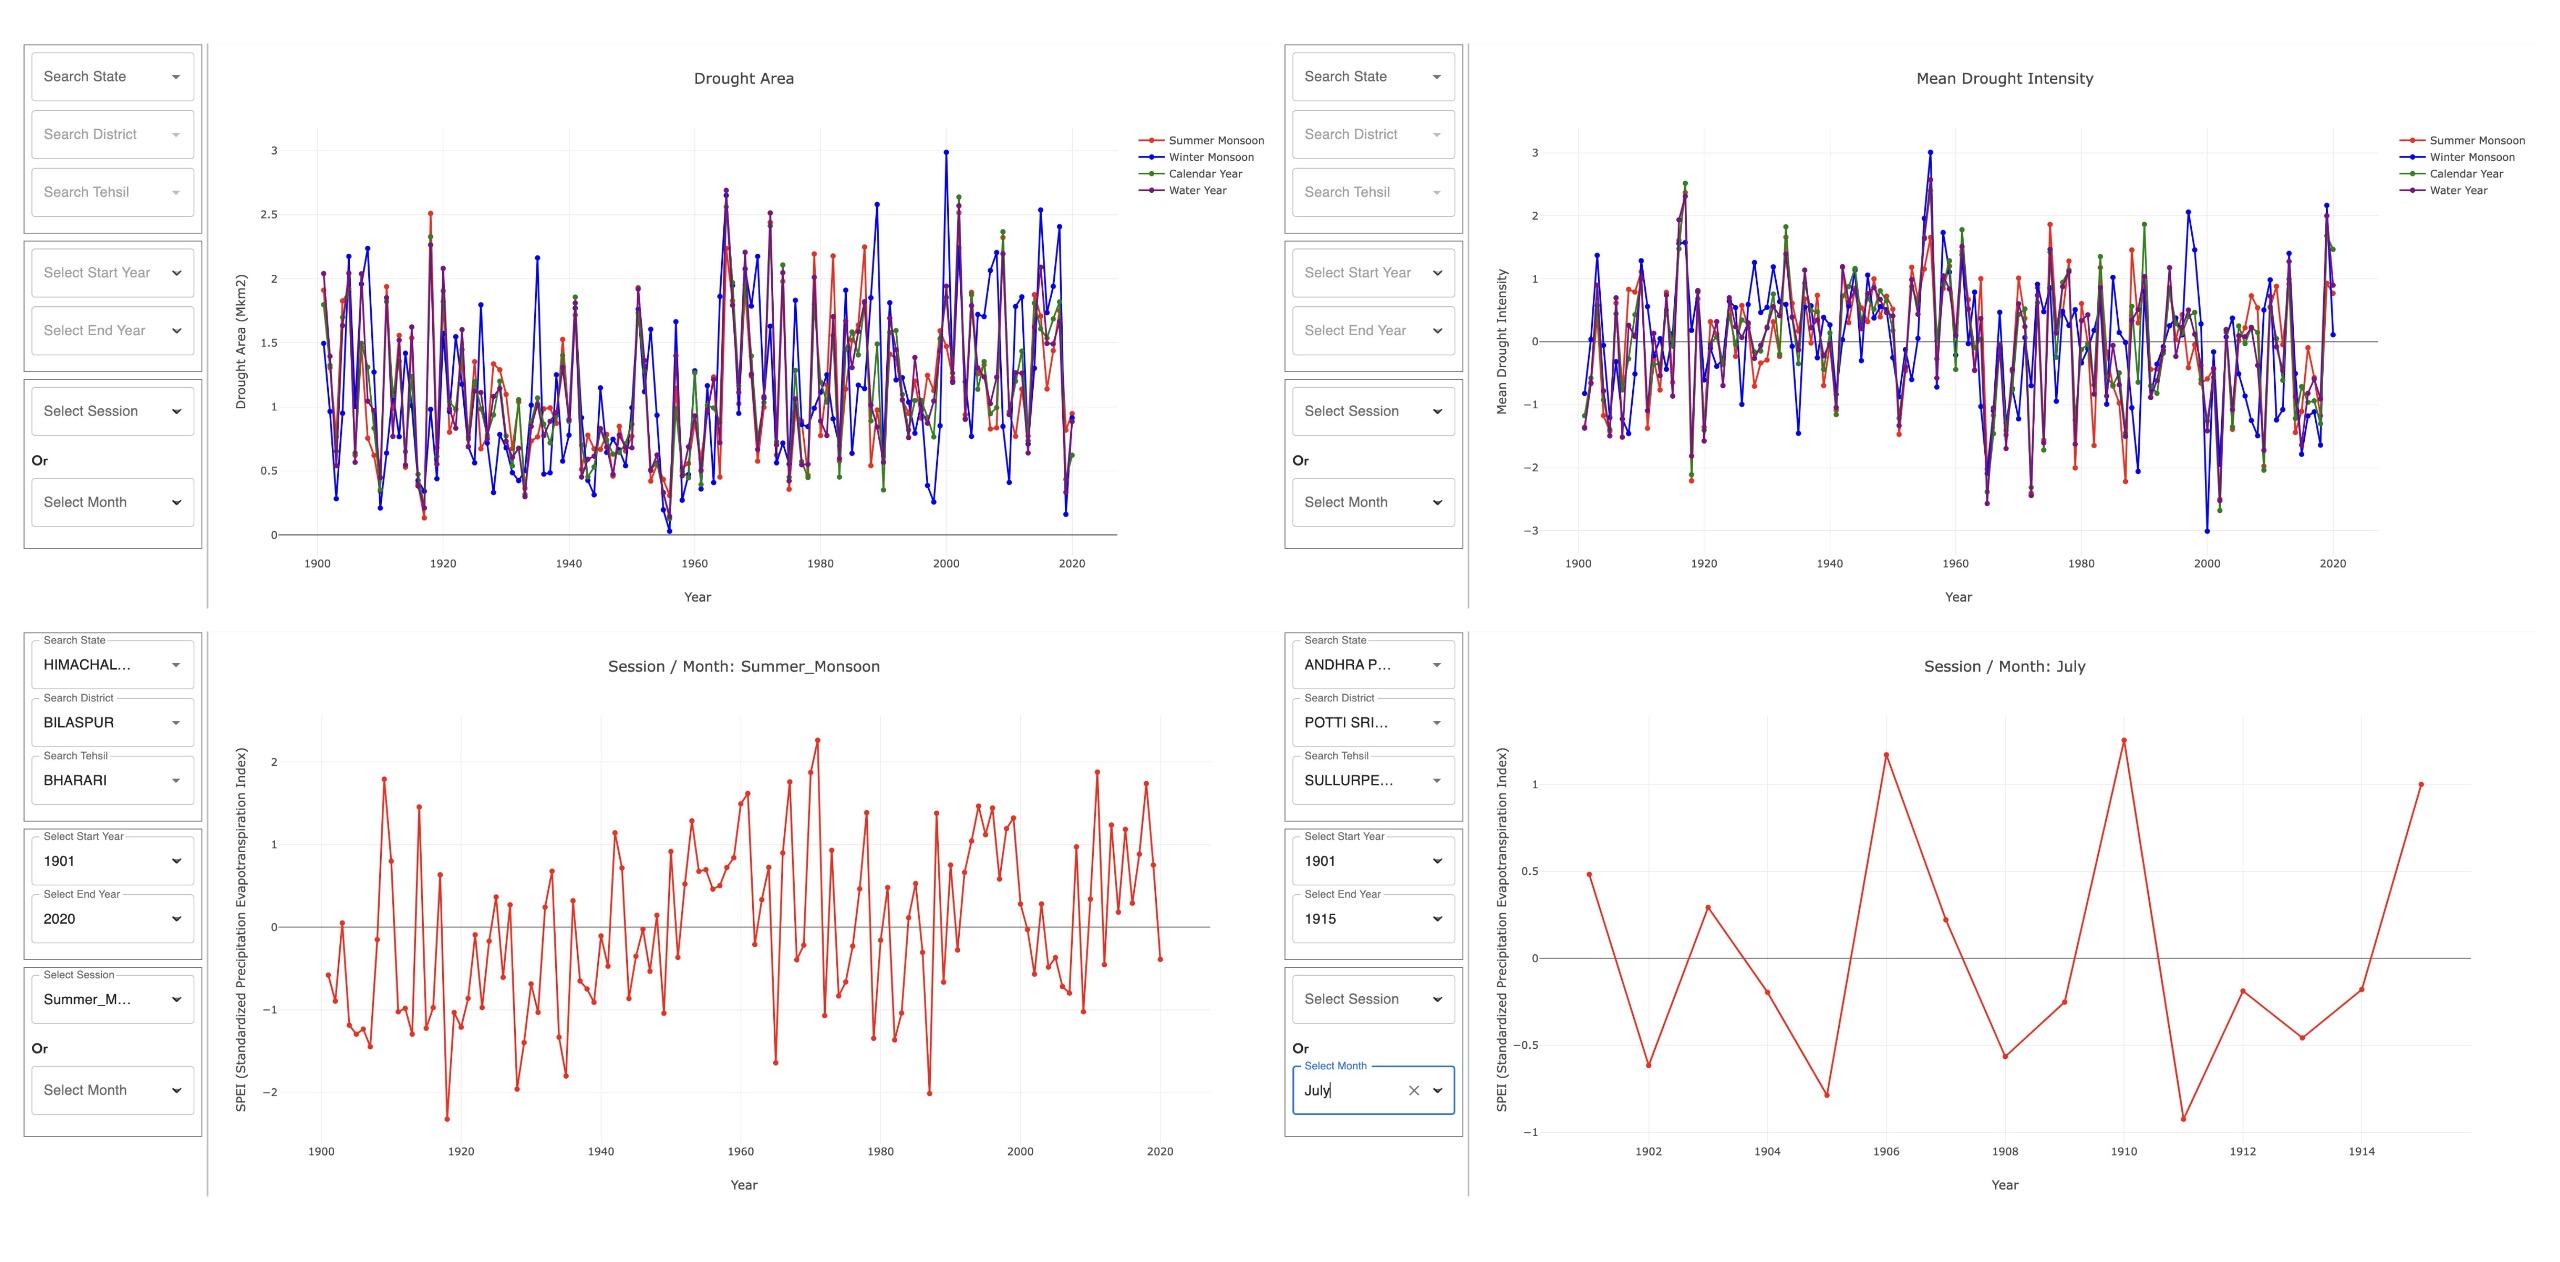 Search State
Search District
Search Tehsil
Select Start Year
Select End Year
Select Session
Or
Select Month
Drought Area
Drought Area (Mkm2)
3
2.5
2
1.5
1
0.5
0
1900
1920
1940
1960
1980
2000
2020
Year
Summer Monsoon
Winter Monsoon
Calendar Year
Water Year
Search State
Search District
Search Tehsil
Select Start Year
Select End Year
Select Session
Or
Select Month
Mean Drought Intensity
Mean Drought Intensity
3
2
1
0
−1
−2
−3
1900
1920
1940
1960
1980
2000
2020
Year
Summer Monsoon
Winter Monsoon
Calendar Year
Water Year
Search State
HIMACHAL...
Search District
BILASPUR
Search Tehsil
BHARARI
Select Start Year
1901
Select End Year
2020
Select Session
Summer_M...
Or
Select Month
Session / Month: Summer_Monsoon
SPEI (Standardized Precipitation Evapotranspiration Index)
2
1
0
−1
−2
1900
1920
1940
1960
1980
2000
2020
Year
Search State
ANDHRA P...
Search District
POTTI SRI...
Search Tehsil
SULLURPE...
Select Start Year
1901
Select End Year
1915
Select Session
Or
Select Month
July
Session / Month: July
SPEI (Standardized Precipitation Evapotranspiration Index)
1
0.5
0
−0.5
−1
1902
1904
1906
1908
1910
1912
1914
Year